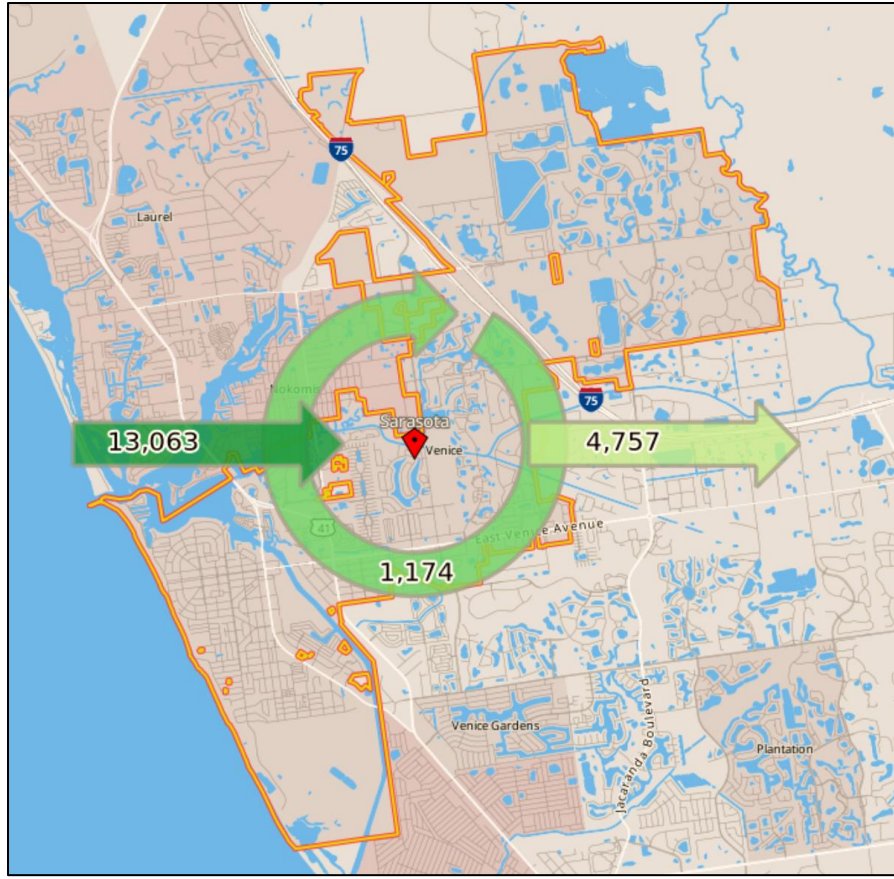 75
Laurel
Nokomis
Sarasota
75
13,063
4,757
Venice
41
East Venice Avenue
1,174
Jacaranda Boulevard
Venice Gardens
Plantation